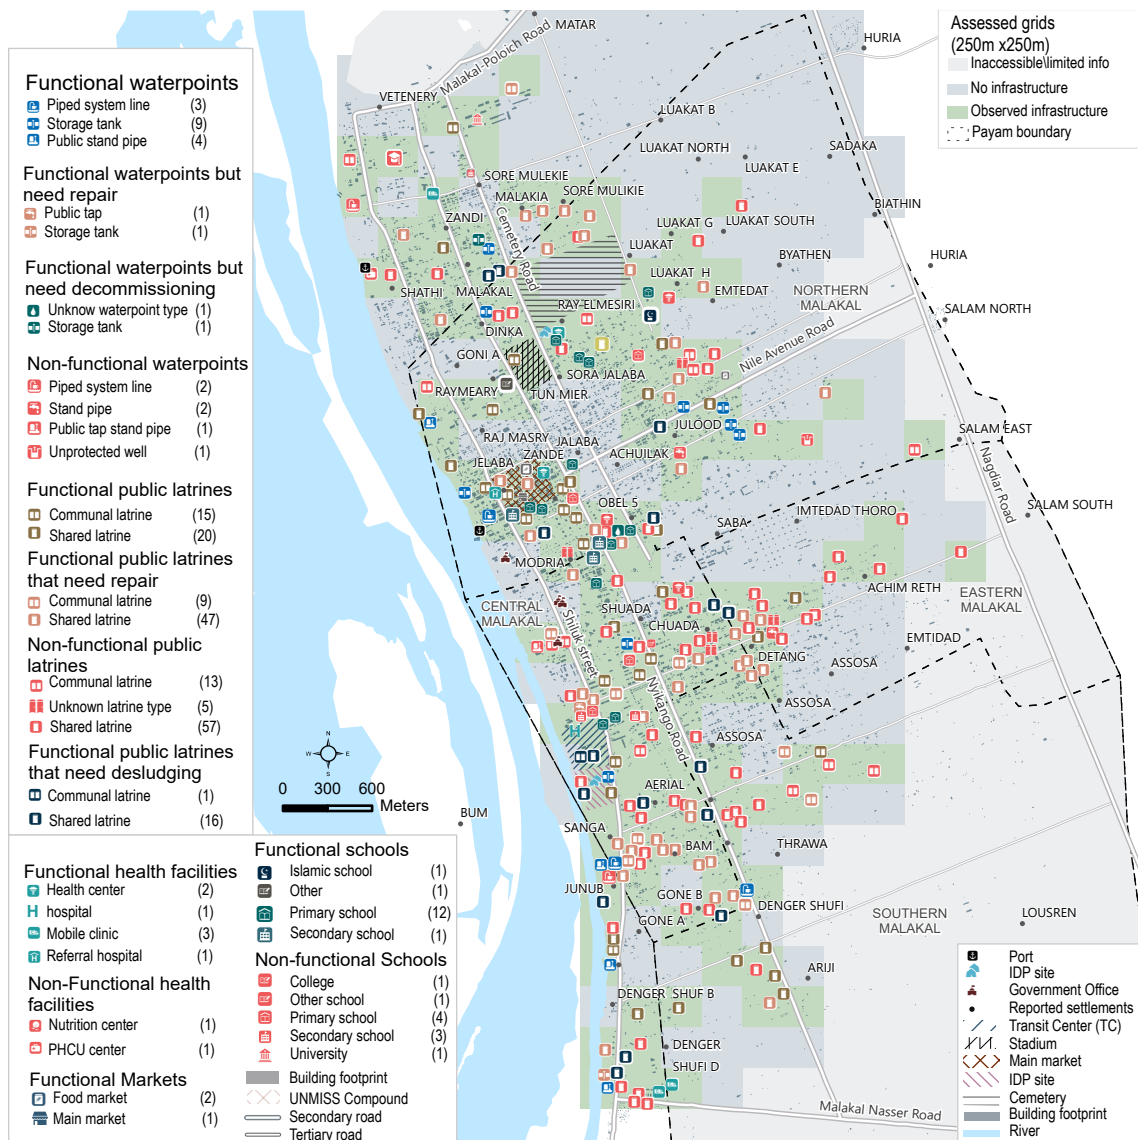 Functional waterpoints
Piped system line (3)
Storage tank (9)
Public stand pipe (4)
Functional waterpoints but
need repair
Public tap (1)
Storage tank (1)
Functional waterpoints but
need decommissioning
Unknow waterpoint type (1)
Storage tank (1)
Non-functional waterpoints
Piped system line (2)
Stand pipe (2)
Public tap stand pipe (1)
Unprotected well (1)
Functional public latrines
Communal latrine (15)
Shared latrine (20)
Functional public latrines
that need repair
Communal latrine (9)
Shared latrine (47)
Non-functional public
latrines
Communal latrine (13)
Unknown latrine type (5)
Shared latrine (57)
Functional public latrines
that need desludging
Communal latrine (1)
Shared latrine (16)
Functional health facilities
Health center (2)
hospital (1)
Mobile clinic (3)
Referral hospital (1)
Non-Functional health
facilities
Nutrition center (1)
PHCU center (1)
Functional Markets
Food market (2)
Main market (1)
Functional schools
Islamic school (1)
Other (1)
Primary school (12)
Secondary school (1)
Non-functional Schools
College (1)
Other school (1)
Primary school (4)
Secondary school (3)
University (1)
Building footprint
UNMISS Compound
Secondary road
Tertiary road
Assessed grids
(250m x250m)
Inaccessible\limited info
No infrastructure
Observed infrastructure
Payam boundary
Port
IDP site
Government Office
Reported settlements
Transit Center (TC)
Stadium
Main market
IDP site
Cemetery
Building footprint
River
MATAR
HURIA
Malakal-Poloich Road
VETENERY
LUAKAT B
LUAKAT NORTH
SADAKA
LUAKAT E
SORE MULEKIE
SORE MULIKIE
MALAKIA
BIATHIN
ZANDI
Cemetery Road
LUAKAT G
LUAKAT SOUTH
LUAKAT
BYATHEN
HURIA
LUAKAT H
SHATHI
MALAKAL
EMTEDAT
NORTHERN
MALAKAL
RAY ELMESIRI
SALAM NORTH
DINKA
Nile Avenue Road
GONI A
SORA JALABA
RAYMEARY
TUN MIER
JULOOD
SALAM EAST
RAJ MASRY
JALABA
ZANDE
ACHUILAK
JELABA
Nagdiar Road
OBEL 5
SALAM SOUTH
IMTEDAD THORO
SABA
MODRIA
ACHIM RETH
CENTRAL
MALAKAL
SHUADA
EASTERN
MALAKAL
Shiluk street
CHUADA
EMTIDAD
DETANG
ASSOSA
Nyikango Road
ASSOSA
ASSOSA
N
W
E
S
0 300 600
Meters
BUM
AERIAL
SANGA
BAM
THRAWA
JUNUB
GONE B
DENGER SHUFI
SOUTHERN
MALAKAL
LOUSREN
GONE A
ARIJI
DENGER SHUF B
DENGER
SHUFI D
Malakal Nasser Road